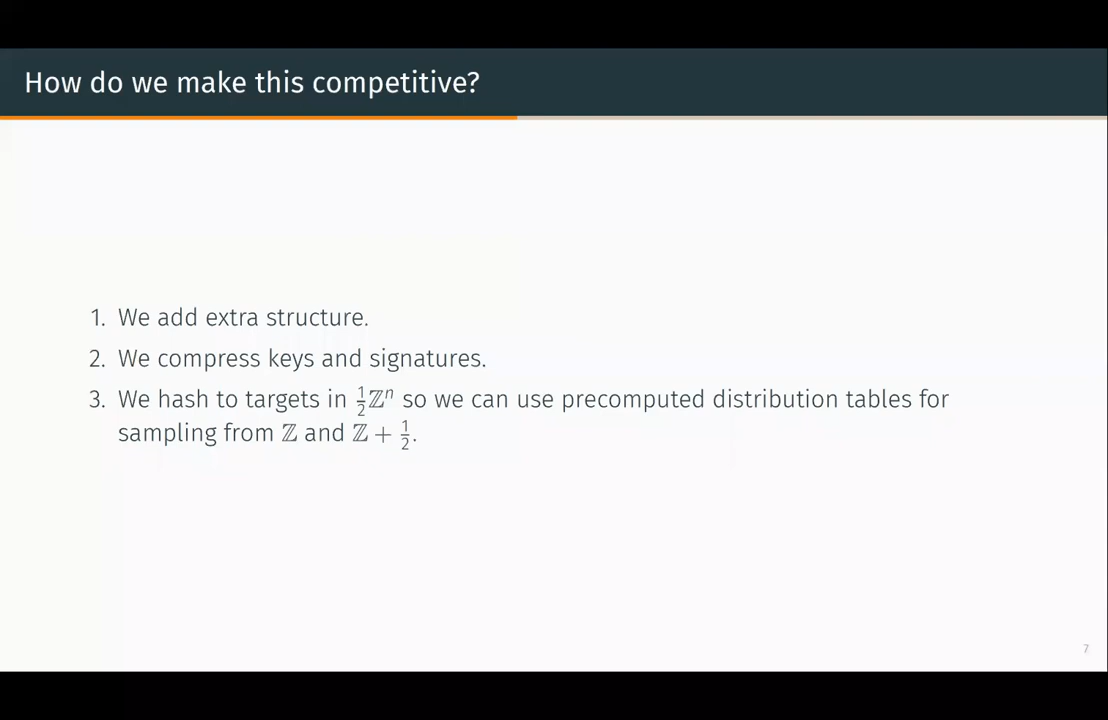 How do we make this competitive?
1. We add extra structure.
2. We compress keys and signatures.
3. We hash to targets in ½ℤⁿ so we can use precomputed distribution tables for
sampling from ℤ and ℤ + ½.
7